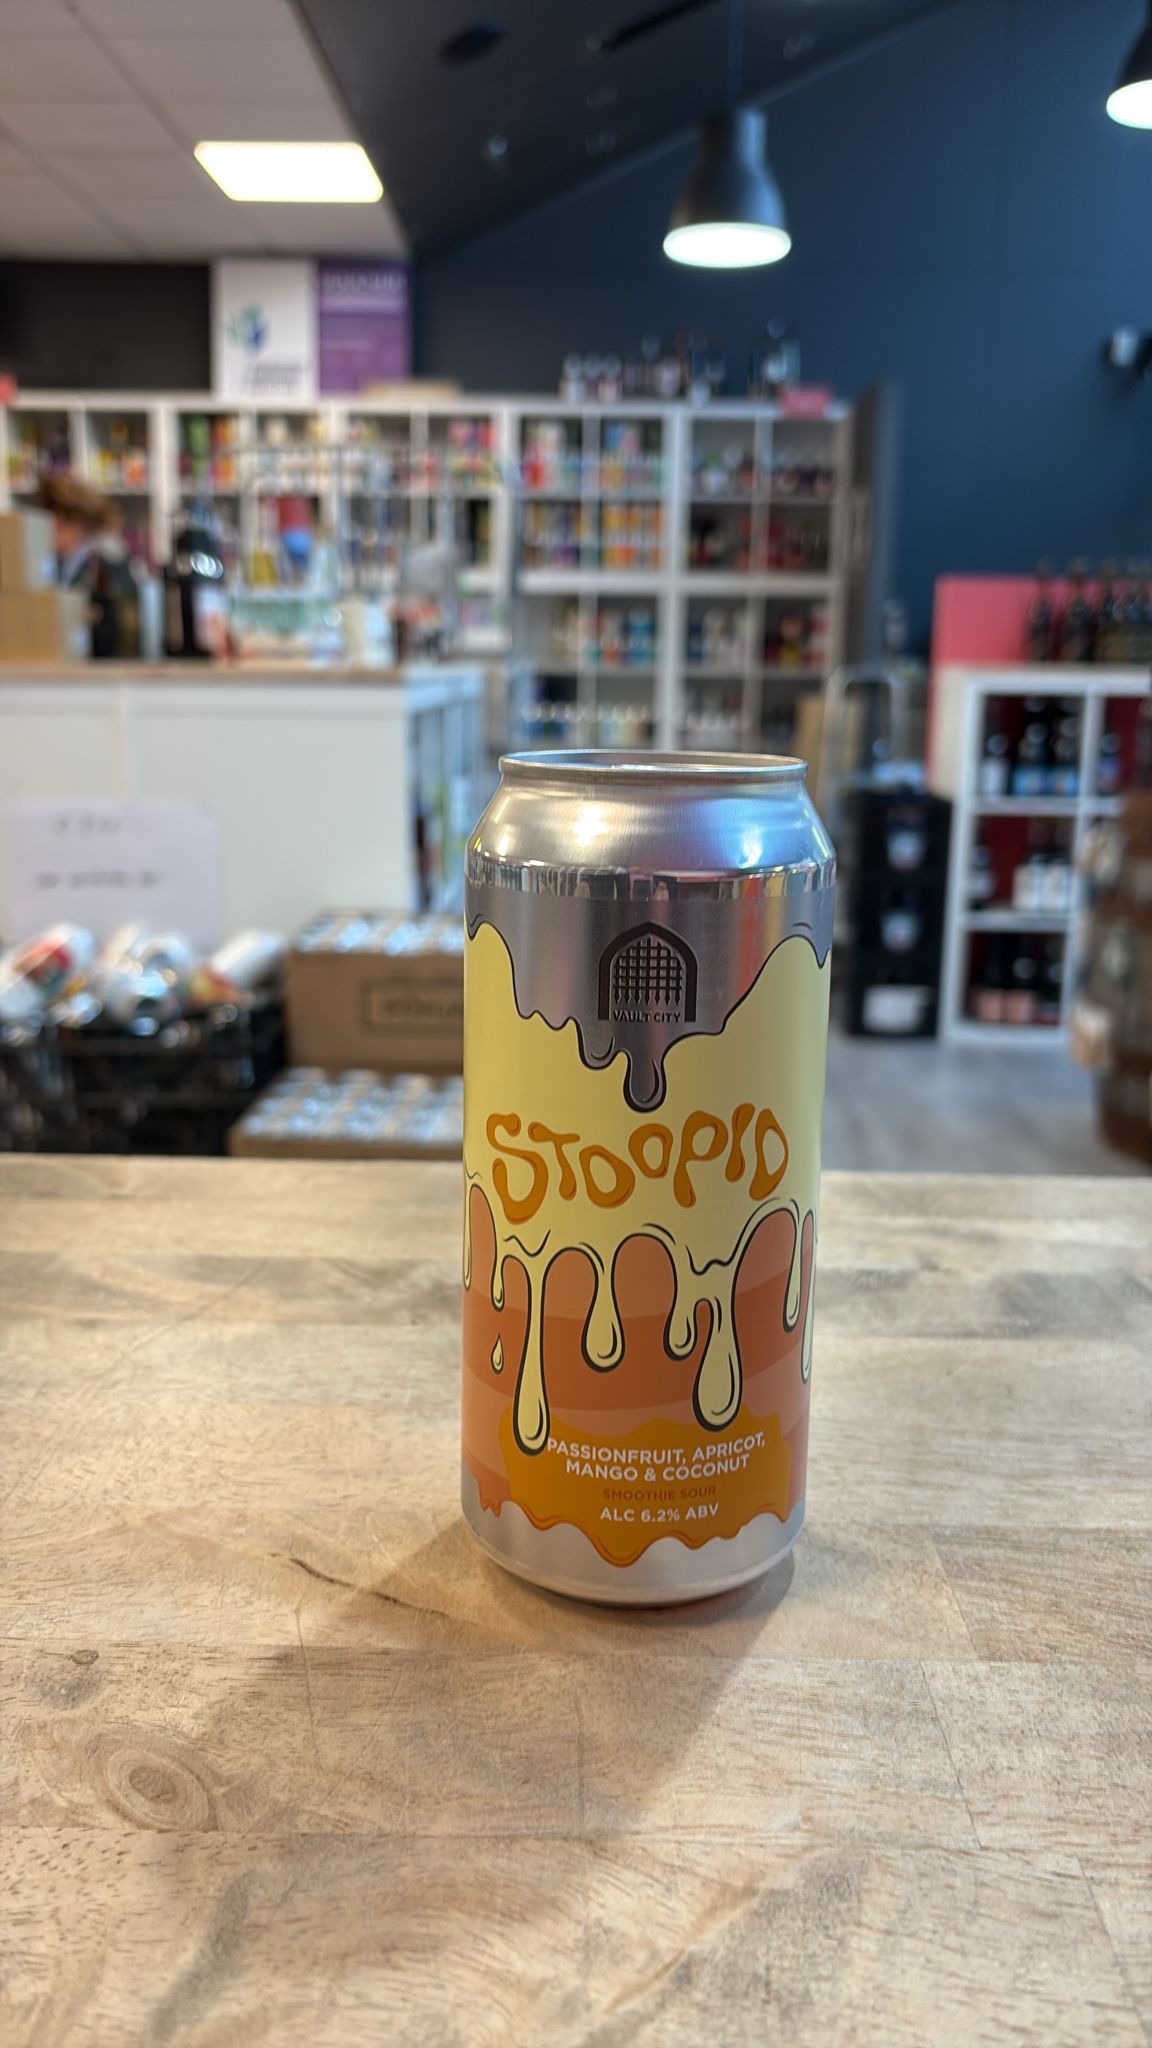 VAULT CITY
STOOPID
PASSIONFRUIT, APRICOT,
MANGO & COCONUT
SMOOTHIE SOUR
ALC 6.2% ABV